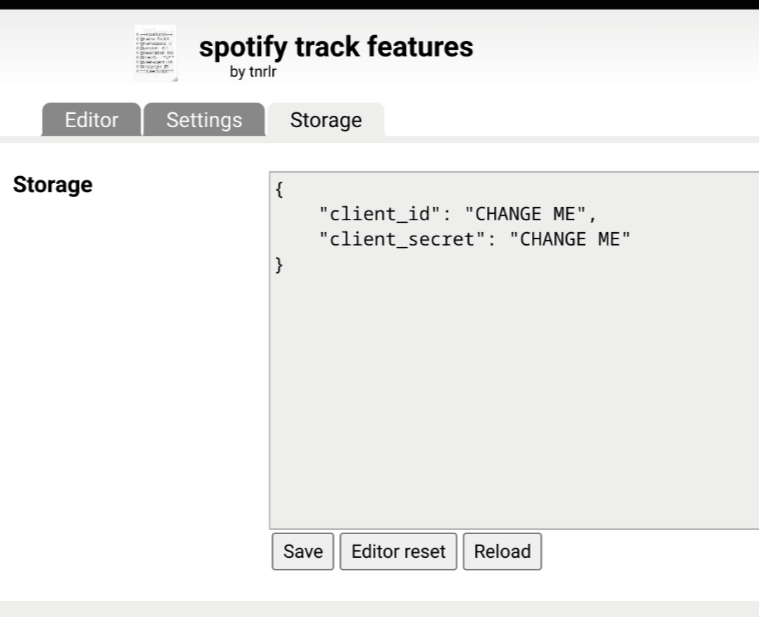 spotify track features
by tnrlr
Editor Settings Storage
Storage
{
"client_id": "CHANGE ME",
"client_secret": "CHANGE ME"
}
Save Editor reset Reload